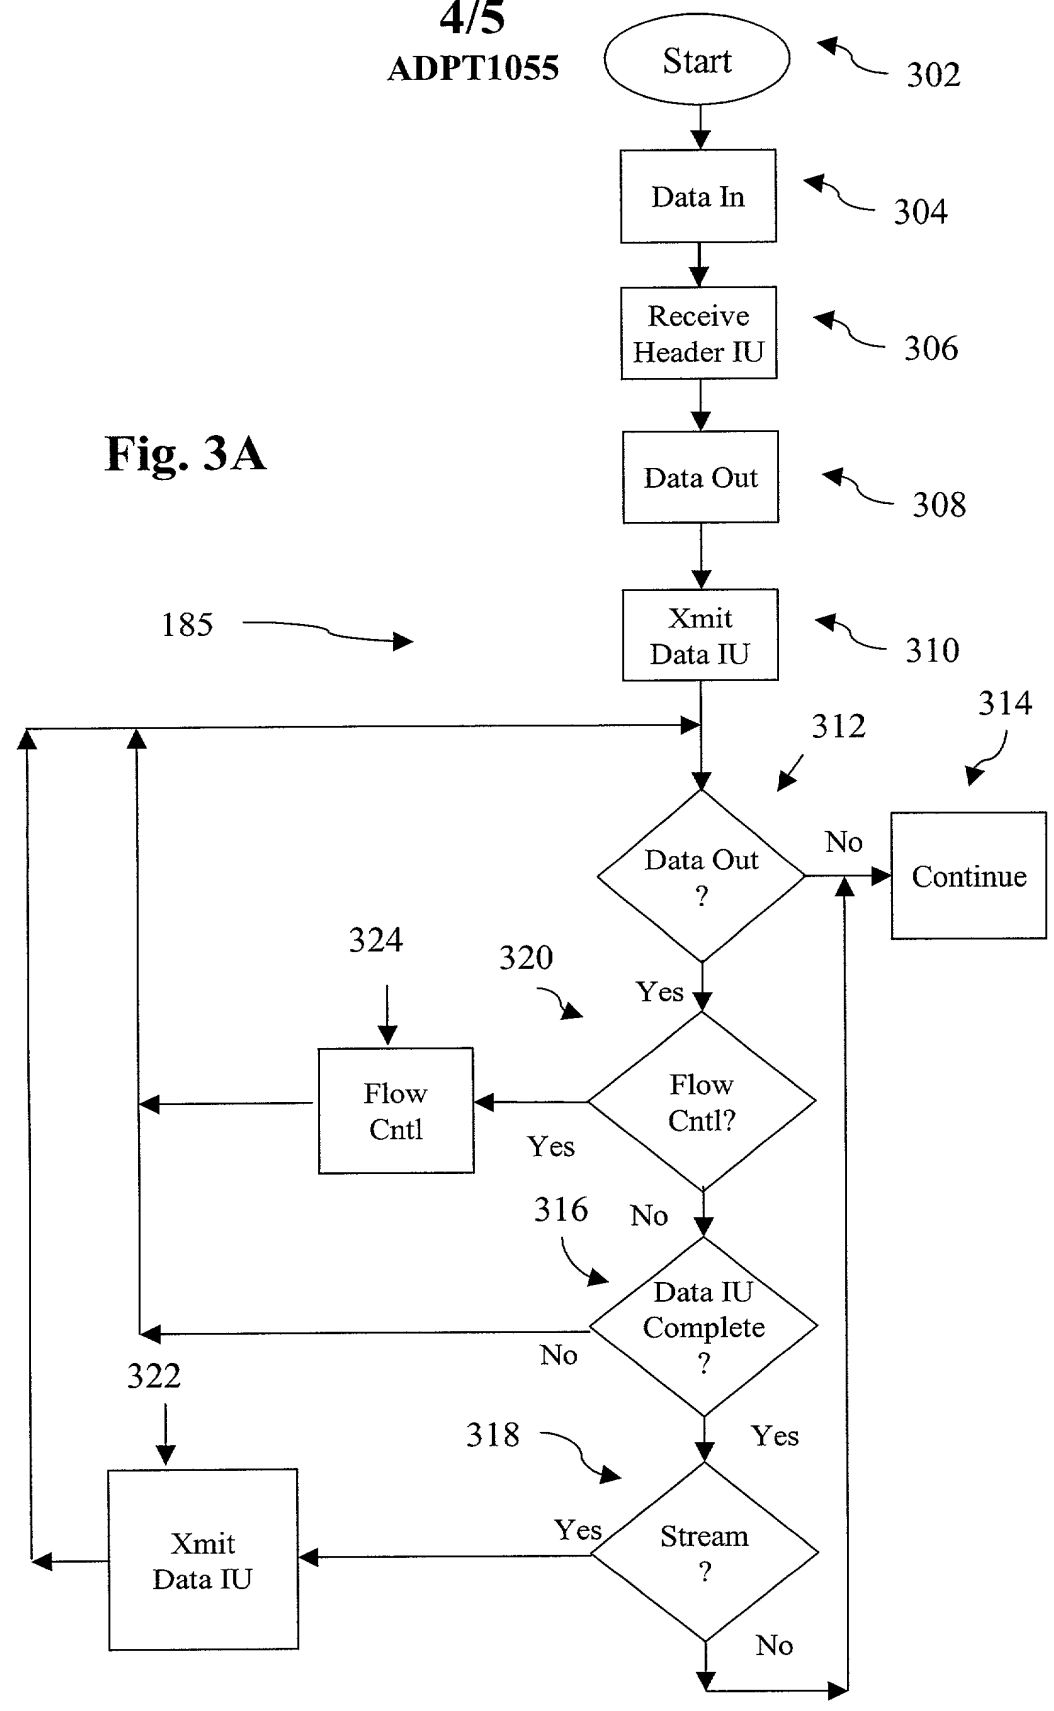 4/5
ADPT1055
Start
302
Data In
304
Receive
Header IU
306
Fig. 3A
Data Out
308
185
Xmit
Data IU
310
312
314
Data Out
?
No
Continue
324
320
Yes
Flow
Cntl
Yes
Flow
Cntl?
316
No
Data IU
Complete
?
No
322
318
Yes
Xmit
Data IU
Yes
Stream
?
No